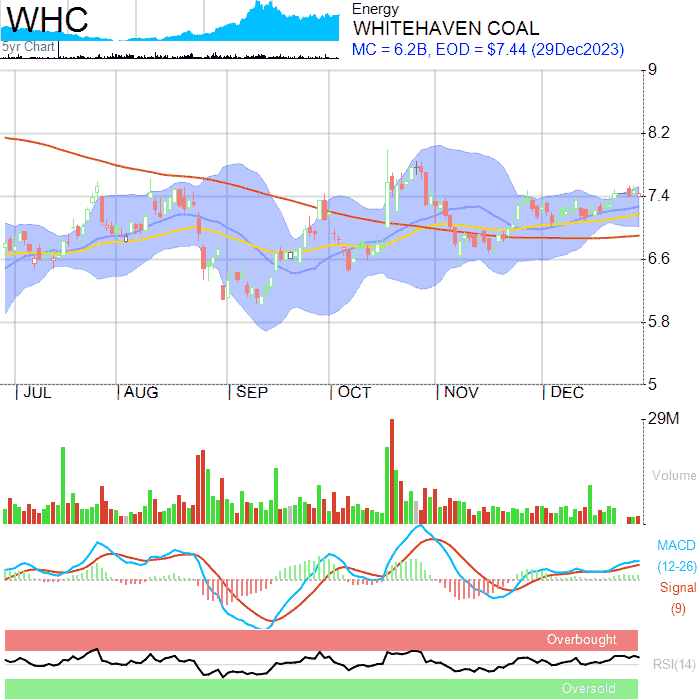 WHC
5yr Chart
Energy
WHITEHAVEN COAL
MC = 6.2B, EOD = $7.44 (29Dec2023)
9
8.2
7.4
6.6
5.8
5
JUL AUG SEP OCT NOV DEC
29M
Volume
MACD
(12-26)
Signal
(9)
Overbought
RSI(14)
Oversold